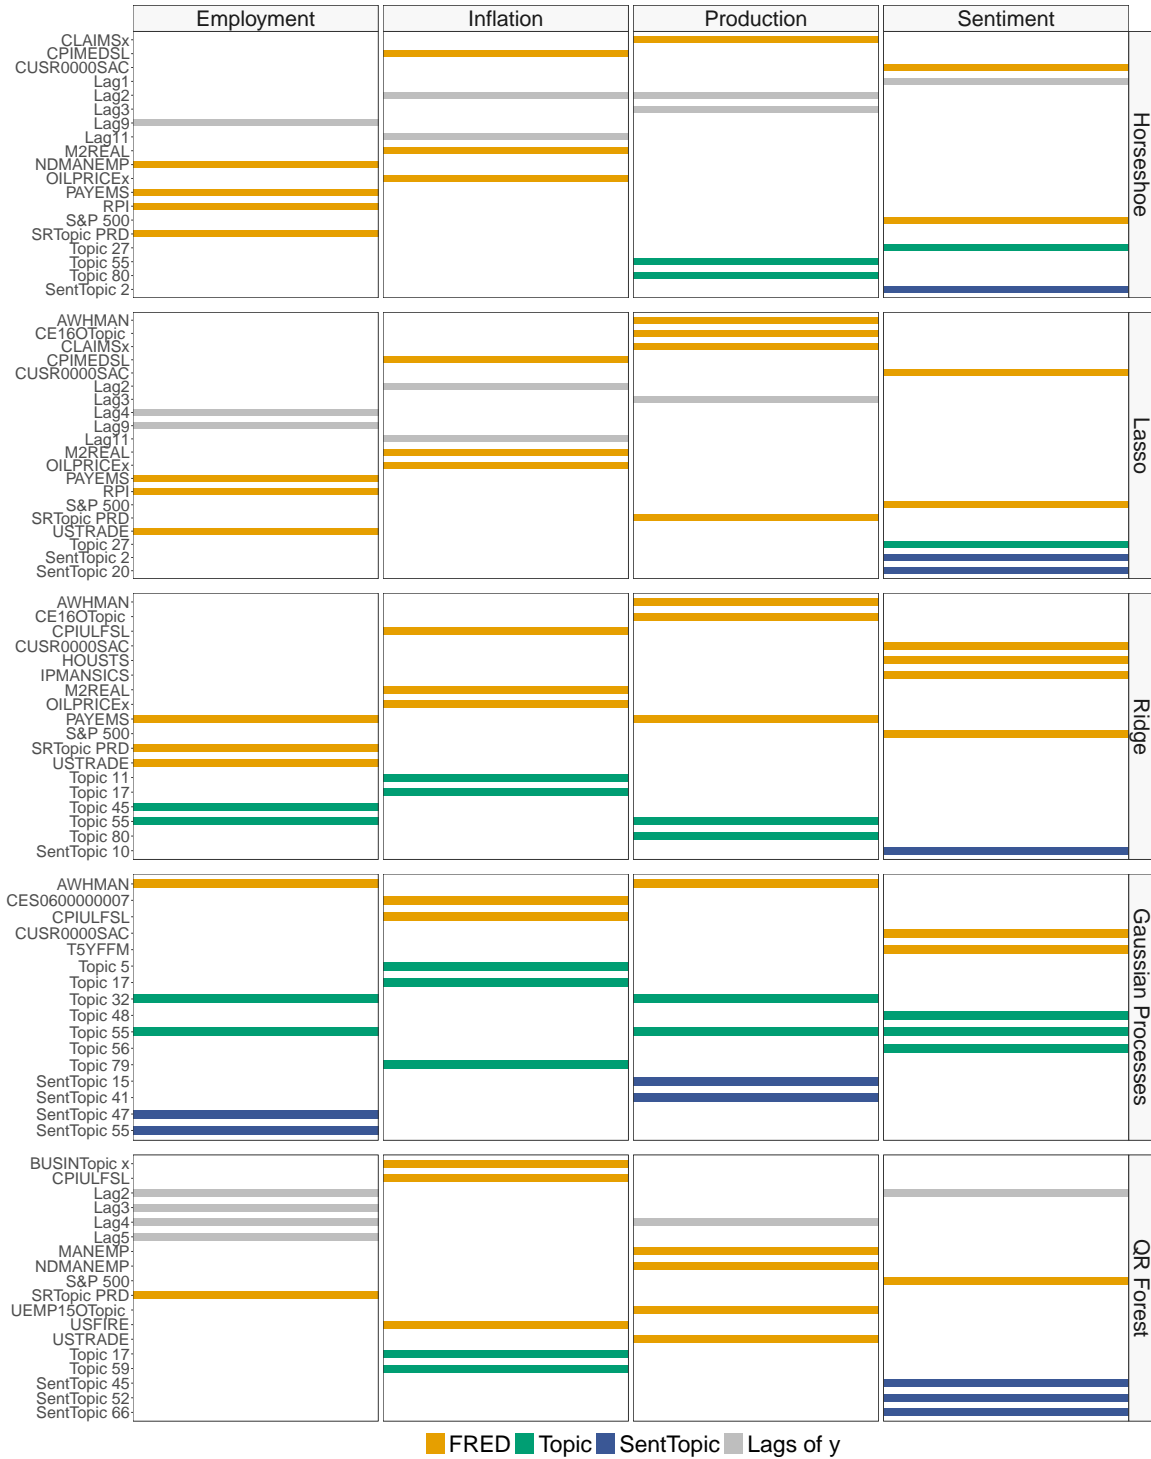 Employment Inflation Production Sentiment
CLAIMSx
CPIMEDSL
CUSR0000SAC
Lag1
Lag2
Lag3
Lag9
Lag11
M2REAL
NDMANEMP
OILPRICEx
PAYEMS
RPI
S&P 500
SRTopic PRD
Topic 27
Topic 55
Topic 80
SentTopic 2
Horseshoe
AWHMAN
CE16OTopic
CLAIMSx
CPIMEDSL
CUSR0000SAC
Lag2
Lag3
Lag4
Lag9
Lag11
M2REAL
OILPRICEx
PAYEMS
RPI
S&P 500
SRTopic PRD
USTRADE
Topic 27
SentTopic 2
SentTopic 20
Lasso
AWHMAN
CE16OTopic
CPIULFSL
CUSR0000SAC
HOUSTS
IPMANSICS
M2REAL
OILPRICEx
PAYEMS
S&P 500
SRTopic PRD
USTRADE
Topic 11
Topic 17
Topic 45
Topic 55
Topic 80
SentTopic 10
Ridge
AWHMAN
CES0600000007
CPIULFSL
CUSR0000SAC
T5YFFM
Topic 5
Topic 17
Topic 32
Topic 48
Topic 55
Topic 56
Topic 79
SentTopic 15
SentTopic 41
SentTopic 47
SentTopic 55
Gaussian Processes
BUSINTopic x
CPIULFSL
Lag2
Lag3
Lag4
Lag5
MANEMP
NDMANEMP
S&P 500
SRTopic PRD
UEMP15OTopic
USFIRE
USTRADE
Topic 17
Topic 59
SentTopic 45
SentTopic 52
SentTopic 66
QR Forest
FRED Topic SentTopic Lags of y